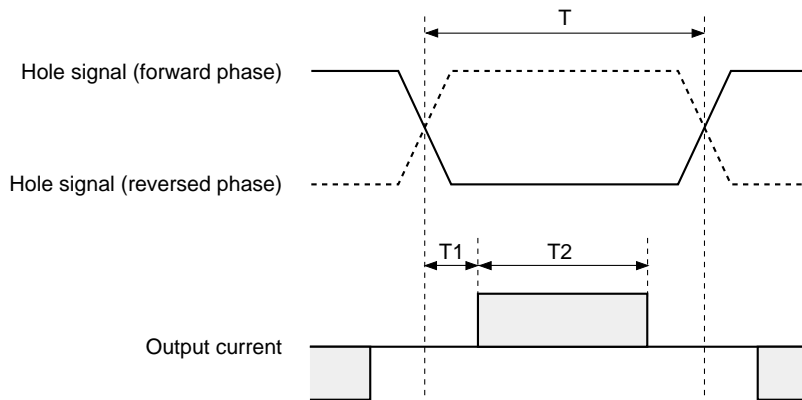 T
Hole signal (forward phase)
Hole signal (reversed phase)
T1
T2
Output current